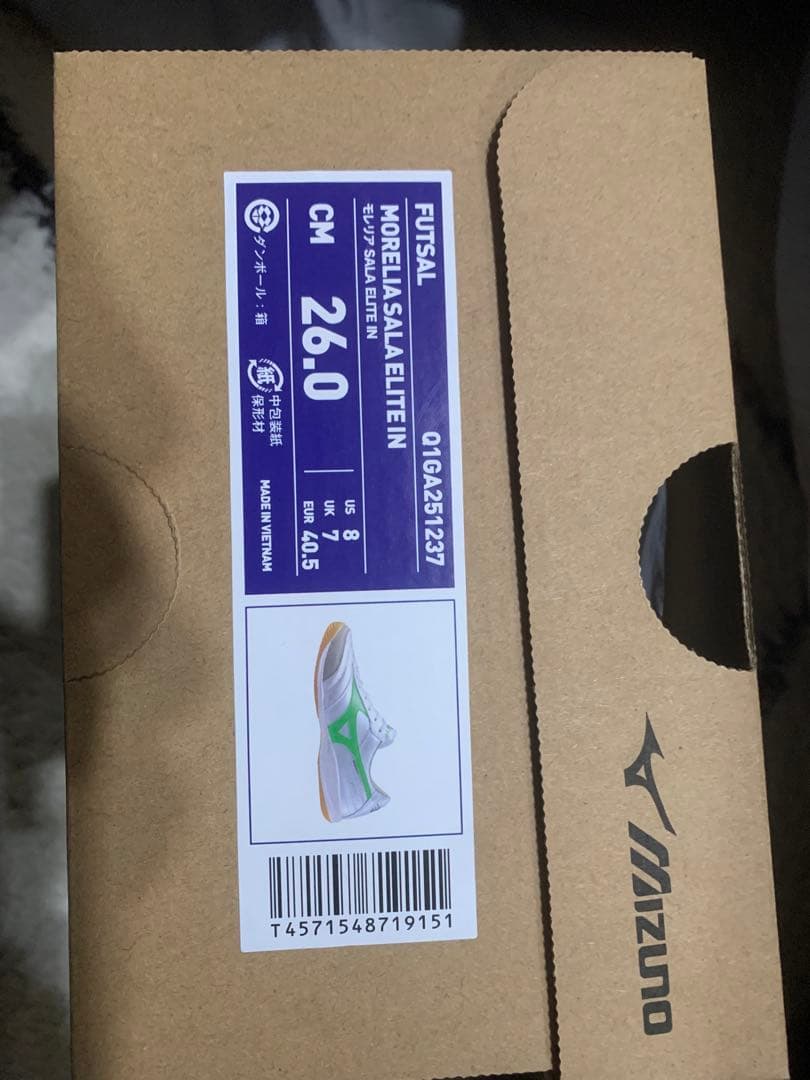 FUTSAL Q1GA251237
MORELIA SALA ELITE IN
モレリア SALA ELITE IN
CM 26.0
US 8
UK 7
EUR 40.5
ダンボール：箱
紙
中包装紙
保形材
MADE IN VIETNAM
T4571548719151
MIZUNO